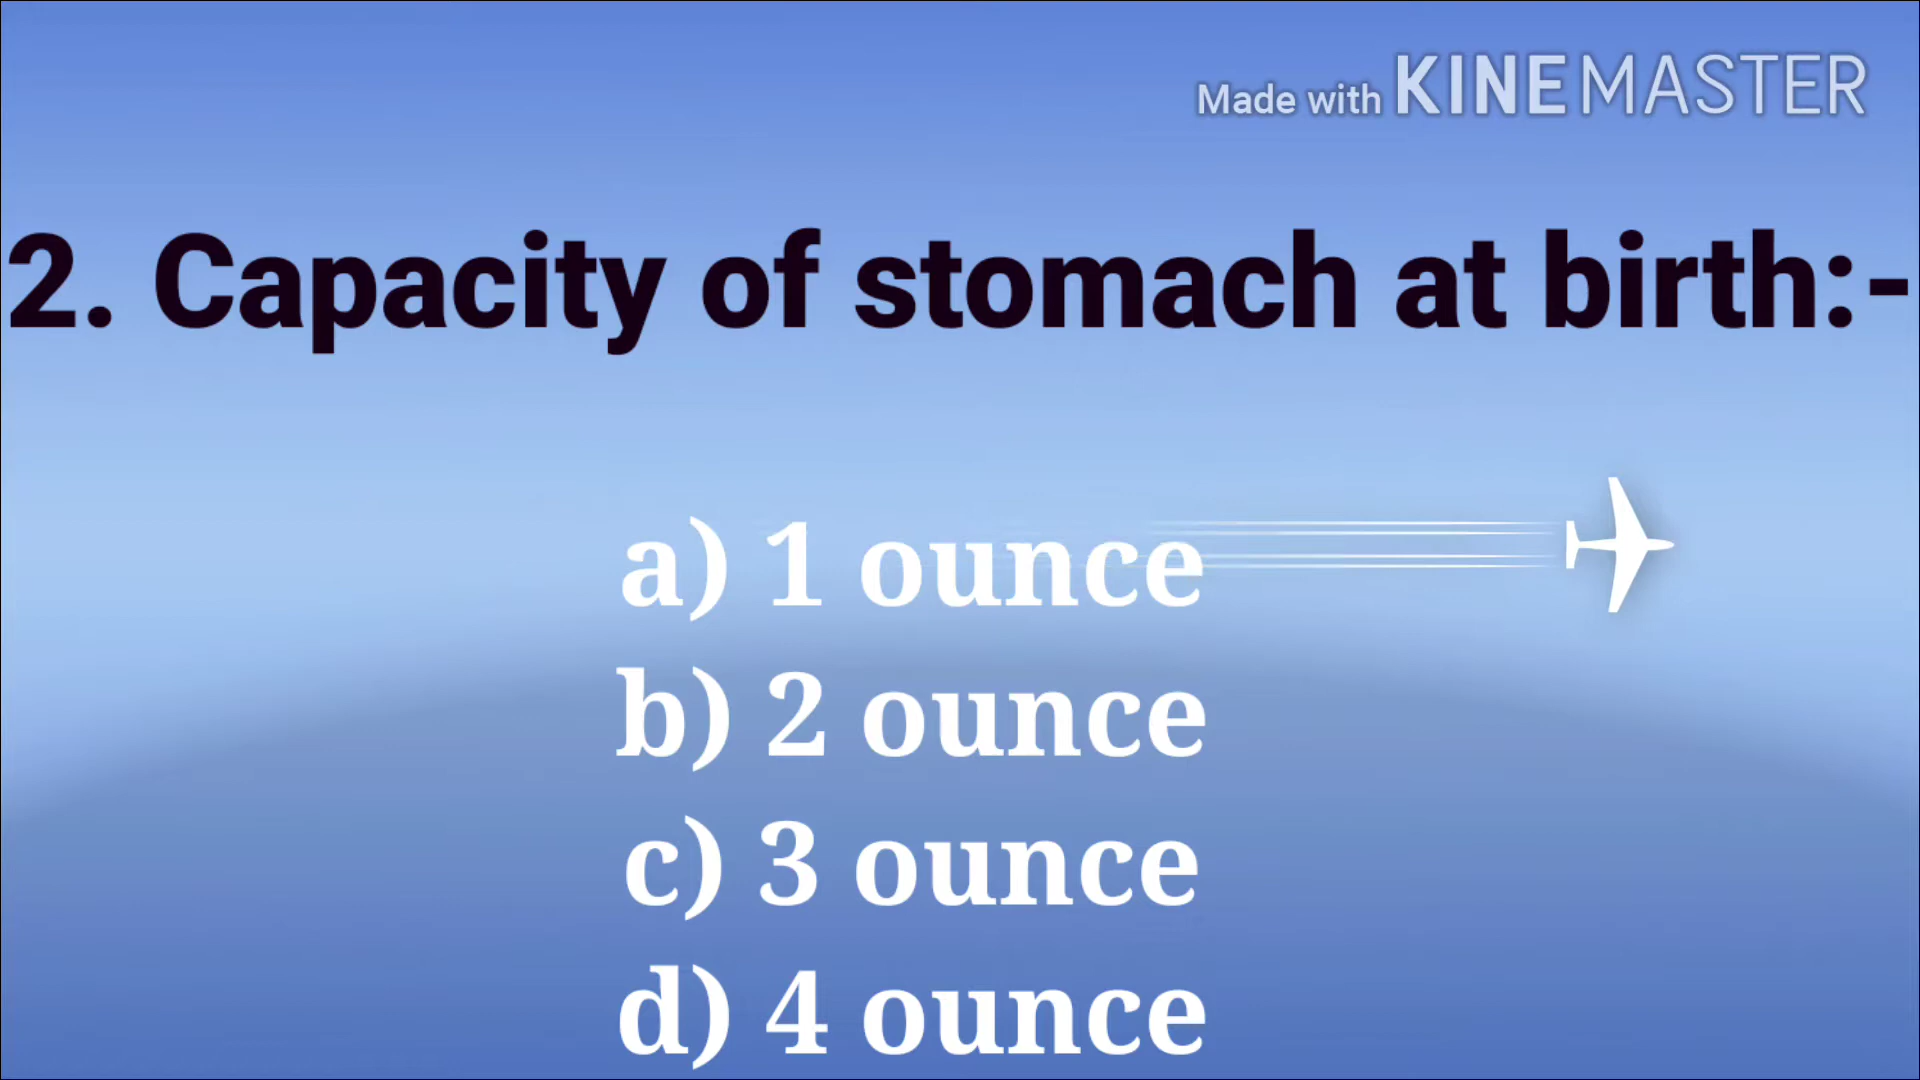 Made with KINEMASTER
2. Capacity of stomach at birth:-
a) 1 ounce
b) 2 ounce
c) 3 ounce
d) 4 ounce